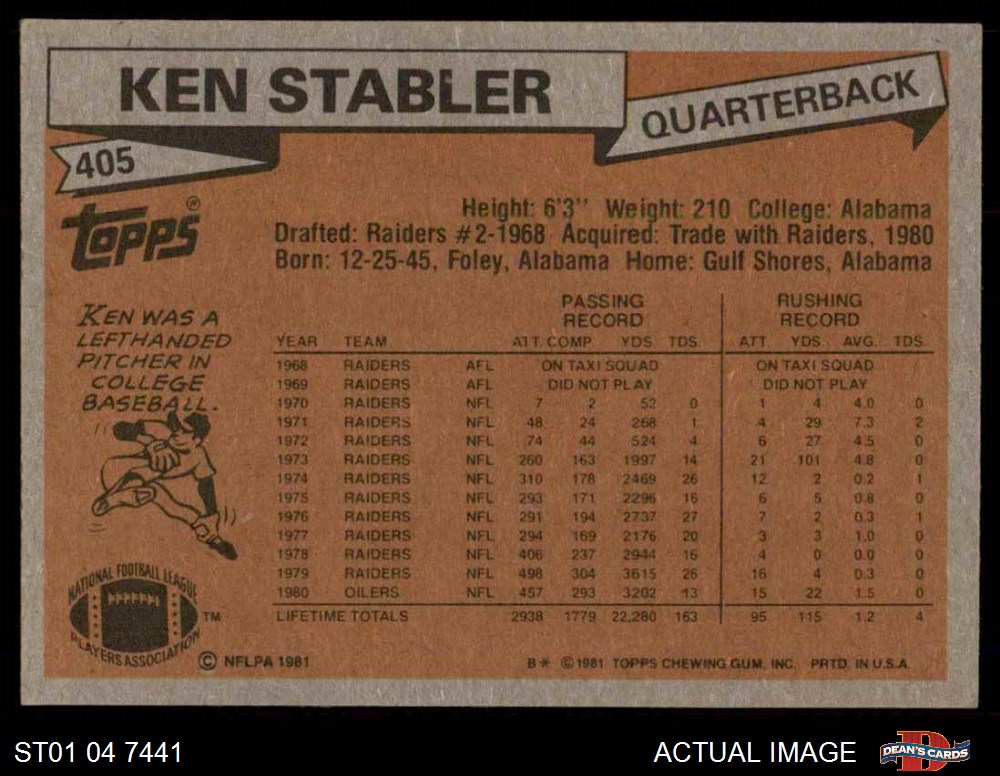 KEN STABLER
QUARTERBACK
405
TOPPS®
Height: 6'3'' Weight: 210 College: Alabama
Drafted: Raiders #2-1968 Acquired: Trade with Raiders, 1980
Born: 12-25-45, Foley, Alabama Home: Gulf Shores, Alabama
KEN WAS A
LEFTHANDED
PITCHER IN
COLLEGE
BASEBALL.
PASSING RECORD RUSHING RECORD
YEAR TEAM ATT. COMP. YDS. TDS. ATT. YDS. AVG. TDS.
1968 RAIDERS AFL ON TAXI SQUAD ON TAXI SQUAD
1969 RAIDERS AFL DID NOT PLAY DID NOT PLAY
1970 RAIDERS NFL 7 2 52 0 1 4 4.0 0
1971 RAIDERS NFL 48 24 268 1 4 29 7.3 2
1972 RAIDERS NFL 74 44 524 4 6 27 4.5 0
1973 RAIDERS NFL 260 163 1997 14 21 101 4.8 0
1974 RAIDERS NFL 310 178 2469 26 12 2 0.2 1
1975 RAIDERS NFL 293 171 2296 16 6 5 0.8 0
1976 RAIDERS NFL 291 194 2737 27 7 2 0.3 1
1977 RAIDERS NFL 294 169 2176 20 3 3 1.0 0
1978 RAIDERS NFL 406 237 2944 16 4 0 0.0 0
1979 RAIDERS NFL 498 304 3615 26 16 4 0.3 0
1980 OILERS NFL 457 293 3202 13 15 22 1.5 0
LIFETIME TOTALS 2938 1779 22,280 163 95 115 1.2 4
NATIONAL FOOTBALL LEAGUE
PLAYERS ASSOCIATION
TM
© NFLPA 1981
B* © 1981 TOPPS CHEWING GUM, INC. PRTD. IN U.S.A.
ST01 04 7441
ACTUAL IMAGE
D
DEAN'S CARDS